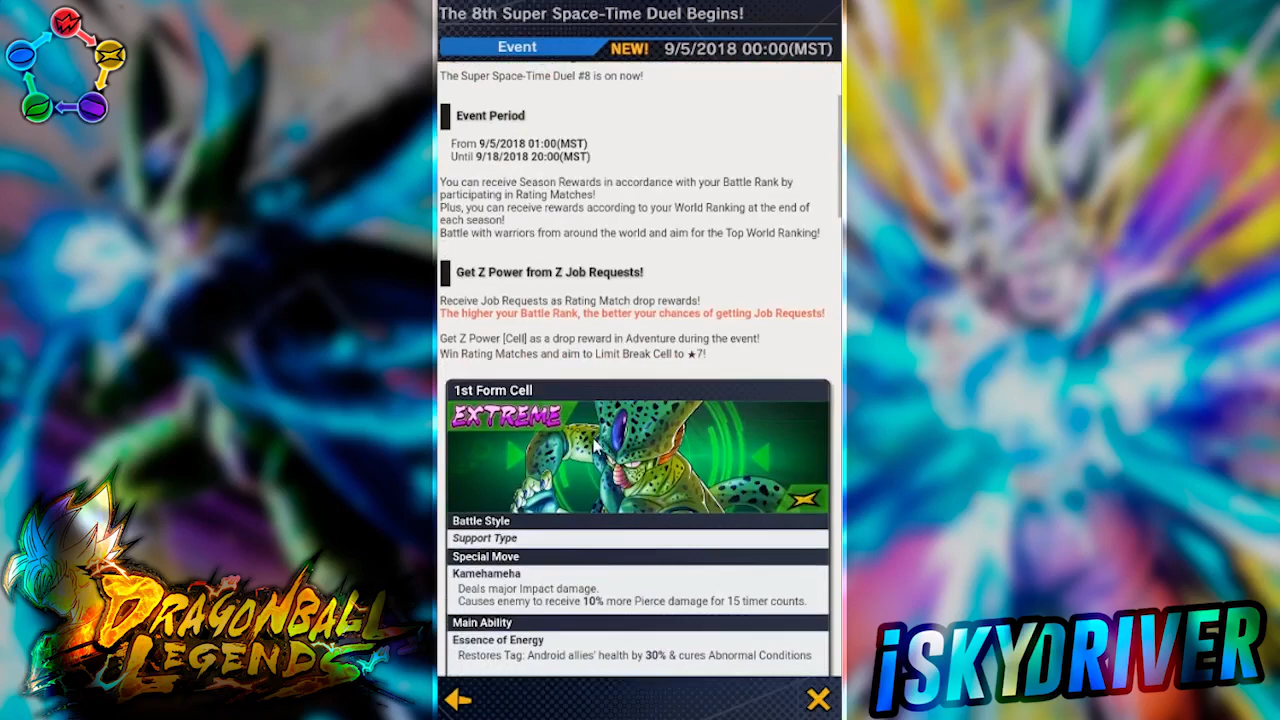 The 8th Super Space-Time Duel Begins!
Event NEW! 9/5/2018 00:00(MST)
The Super Space-Time Duel #8 is on now!
Event Period
From 9/5/2018 01:00(MST)
Until 9/18/2018 20:00(MST)
You can receive Season Rewards in accordance with your Battle Rank by
participating in Rating Matches!
Plus, you can receive rewards according to your World Ranking at the end of
each season!
Battle with warriors from around the world and aim for the Top World Ranking!
Get Z Power from Z Job Requests!
Receive Job Requests as Rating Match drop rewards!
The higher your Battle Rank, the better your chances of getting Job Requests!
Get Z Power [Cell] as a drop reward in Adventure during the event!
Win Rating Matches and aim to Limit Break Cell to ★7!
1st Form Cell
EXTREME
Battle Style
Support Type
Special Move
Kamehameha
Deals major Impact damage.
Causes enemy to receive 10% more Pierce damage for 15 timer counts.
Main Ability
Essence of Energy
Restores Tag: Android allies' health by 30% & cures Abnormal Conditions
DRAGONBALL
LEGENDS
iSKYDRIVER